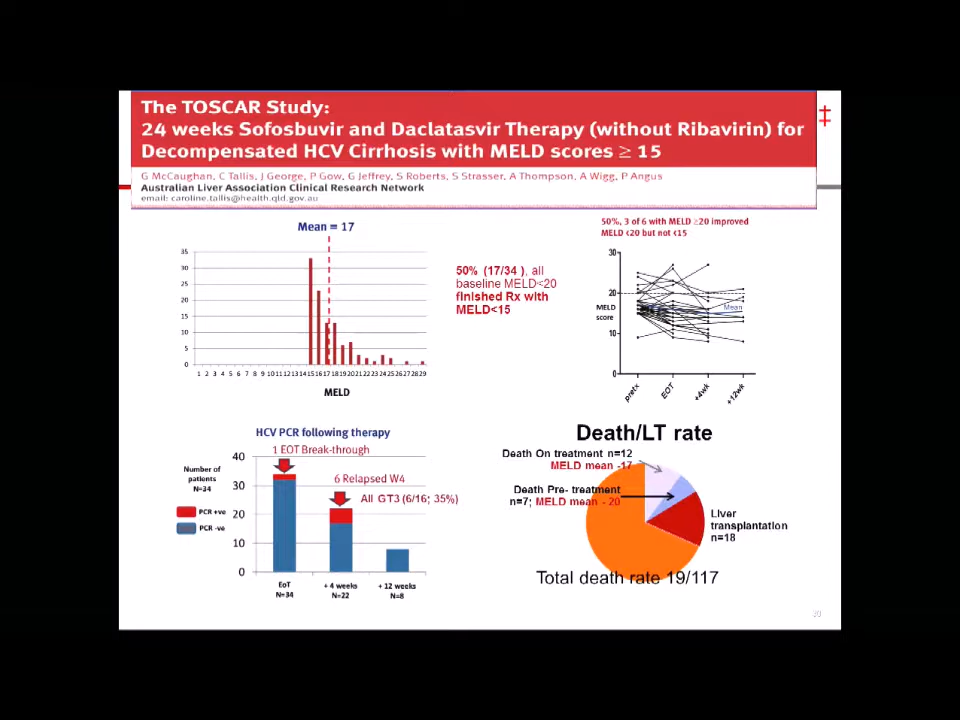 The TOSCAR Study:
24 weeks Sofosbuvir and Daclatasvir Therapy (without Ribavirin) for
Decompensated HCV Cirrhosis with MELD scores ≥ 15
G McCaughan, C Tallis, J George, P Gow, G Jeffrey, S Roberts, S Strasser, A Thompson, A Wigg, P Angus
Australian Liver Association Clinical Research Network
email: caroline.tallis@health.qld.gov.au
‡
Mean = 17
35
30
25
20
15
10
5
0
1 2 3 4 5 6 7 8 9 10 11 12 13 14 15 16 17 18 19 20 21 22 23 24 25 26 27 28 29
MELD
50% (17/34 ), all
baseline MELD<20
finished Rx with
MELD<15
50%, 3 of 6 with MELD ≥20 improved
MELD <20 but not <15
30
20
10
0
MELD
score
Mean
pretx
EOT
+4wk
+12wk
HCV PCR following therapy
1 EOT Break-through
6 Relapsed W4
All GT3 (6/16; 35%)
Number of
patients
N=34
PCR +ve
PCR -ve
40
30
20
10
0
EoT
N=34
+ 4 weeks
N=22
+ 12 weeks
N=8
Death/LT rate
Death On treatment n=12
MELD mean -17
Death Pre- treatment
n=7; MELD mean - 20
Liver
transplantation
n=18
Total death rate 19/117